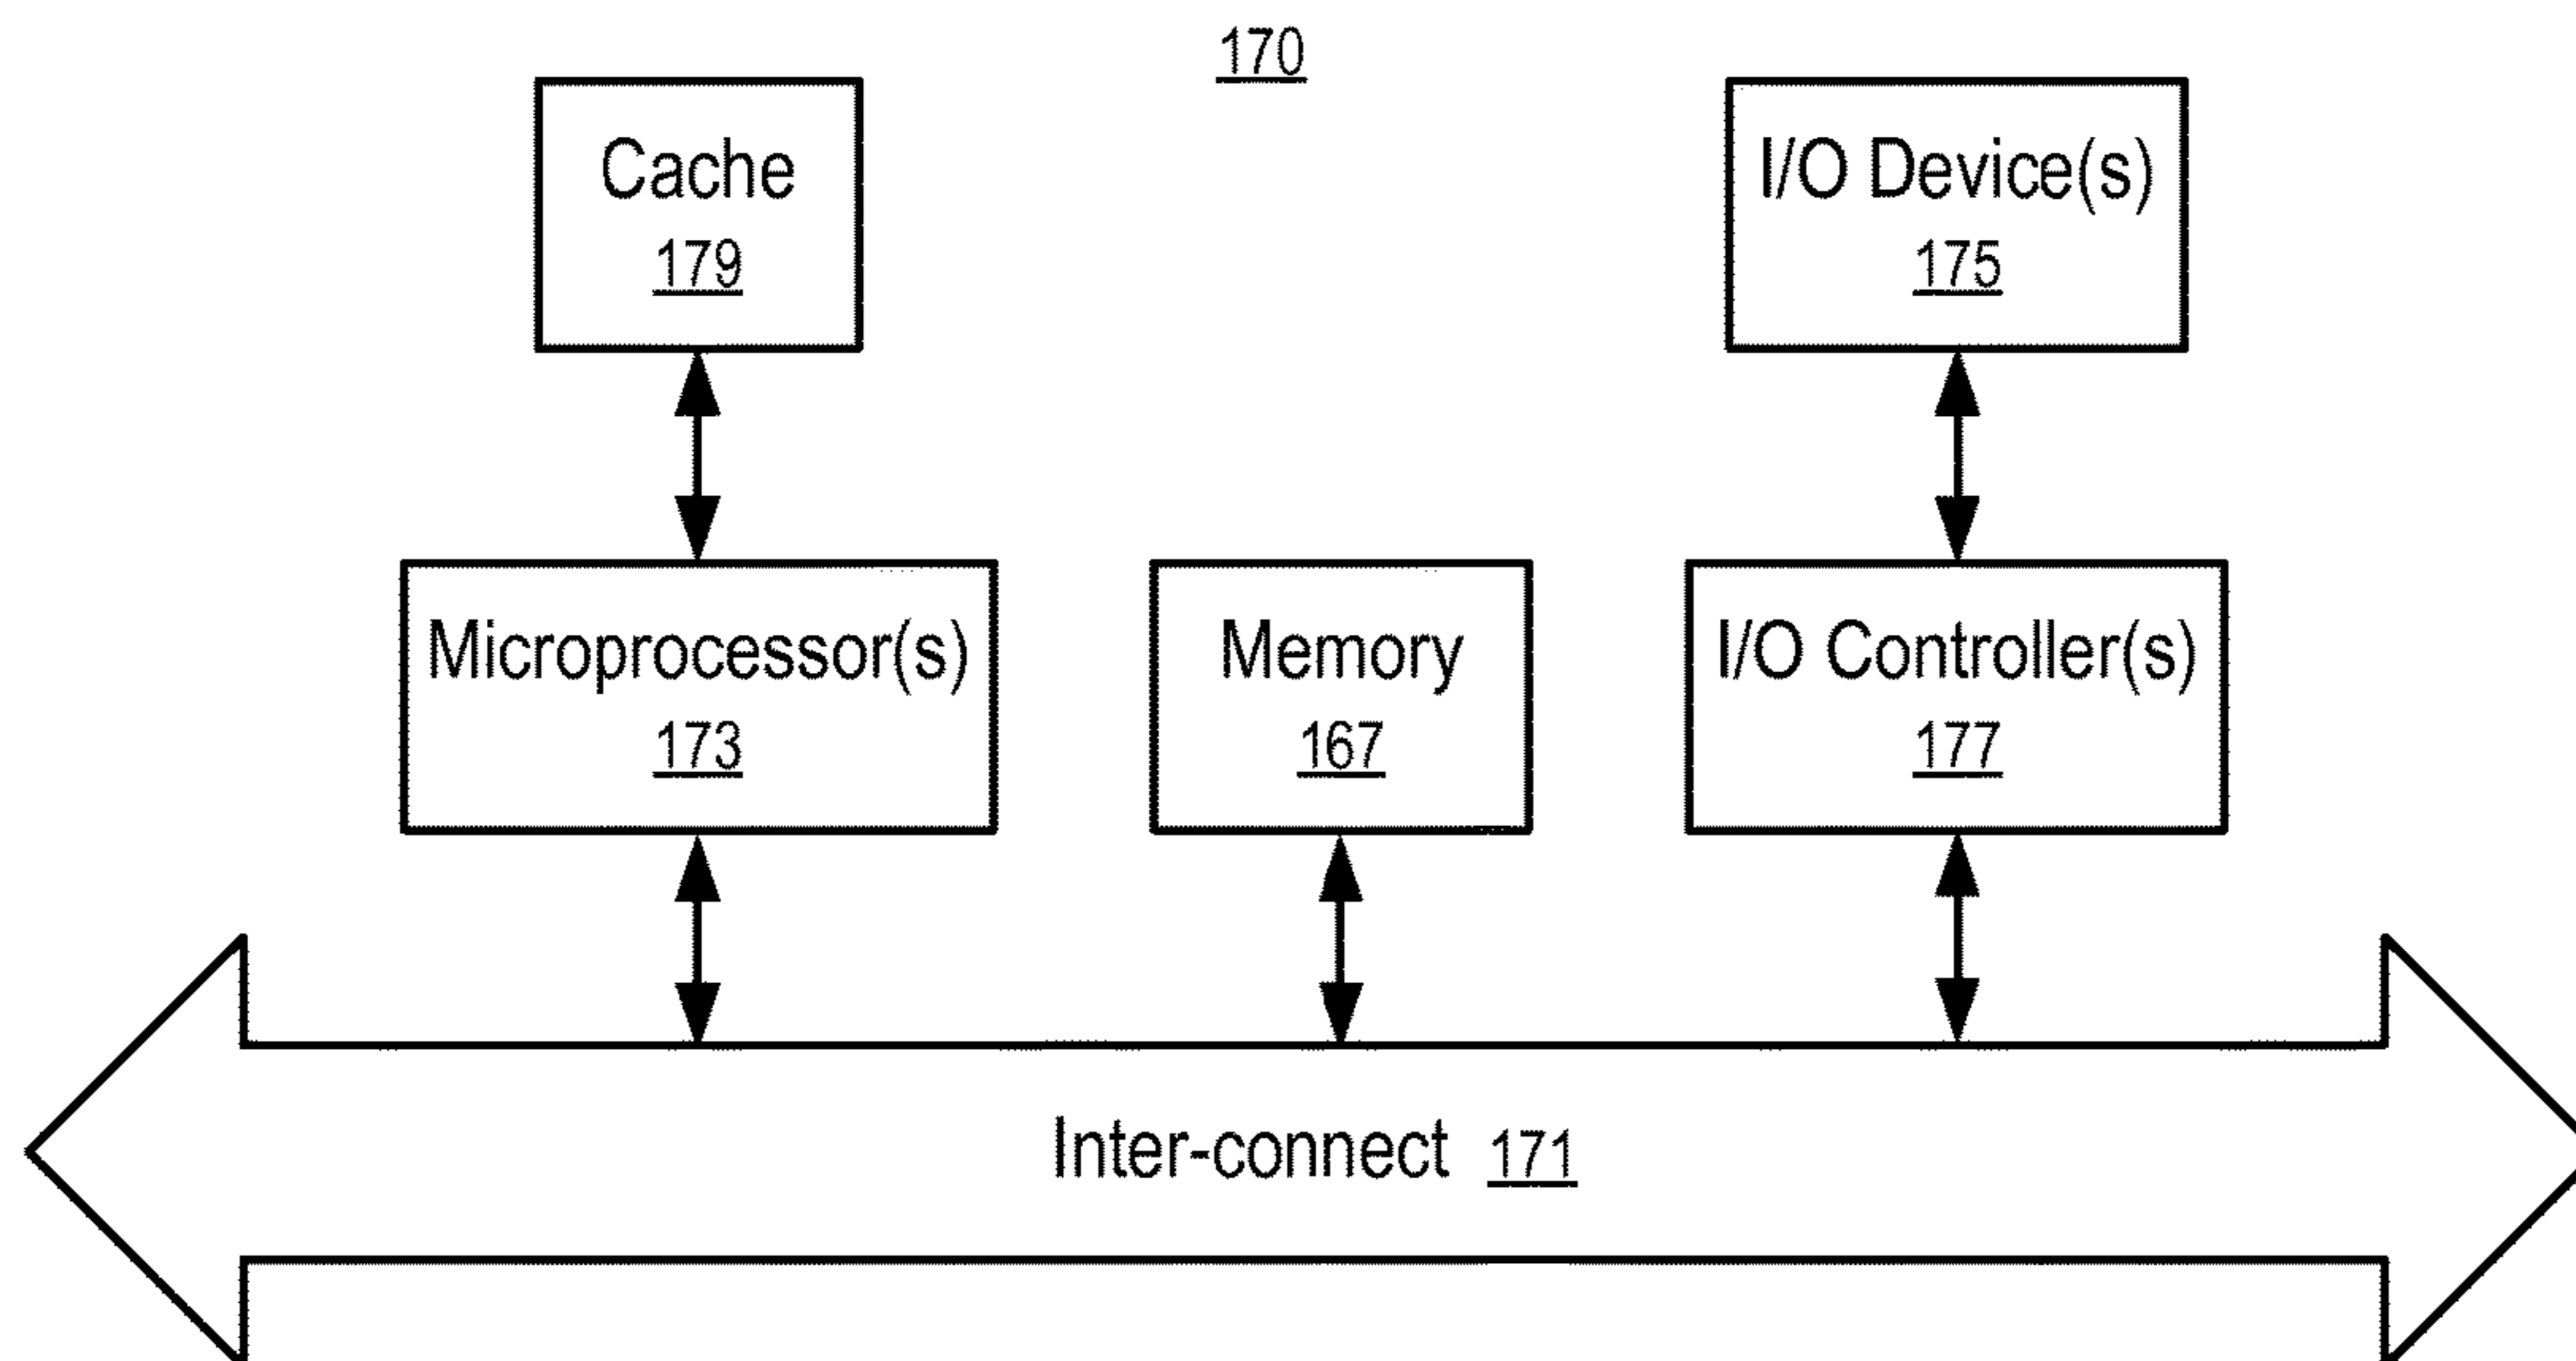 170
Cache
179
I/O Device(s)
175
Microprocessor(s)
173
Memory
167
I/O Controller(s)
177
Inter-connect 171